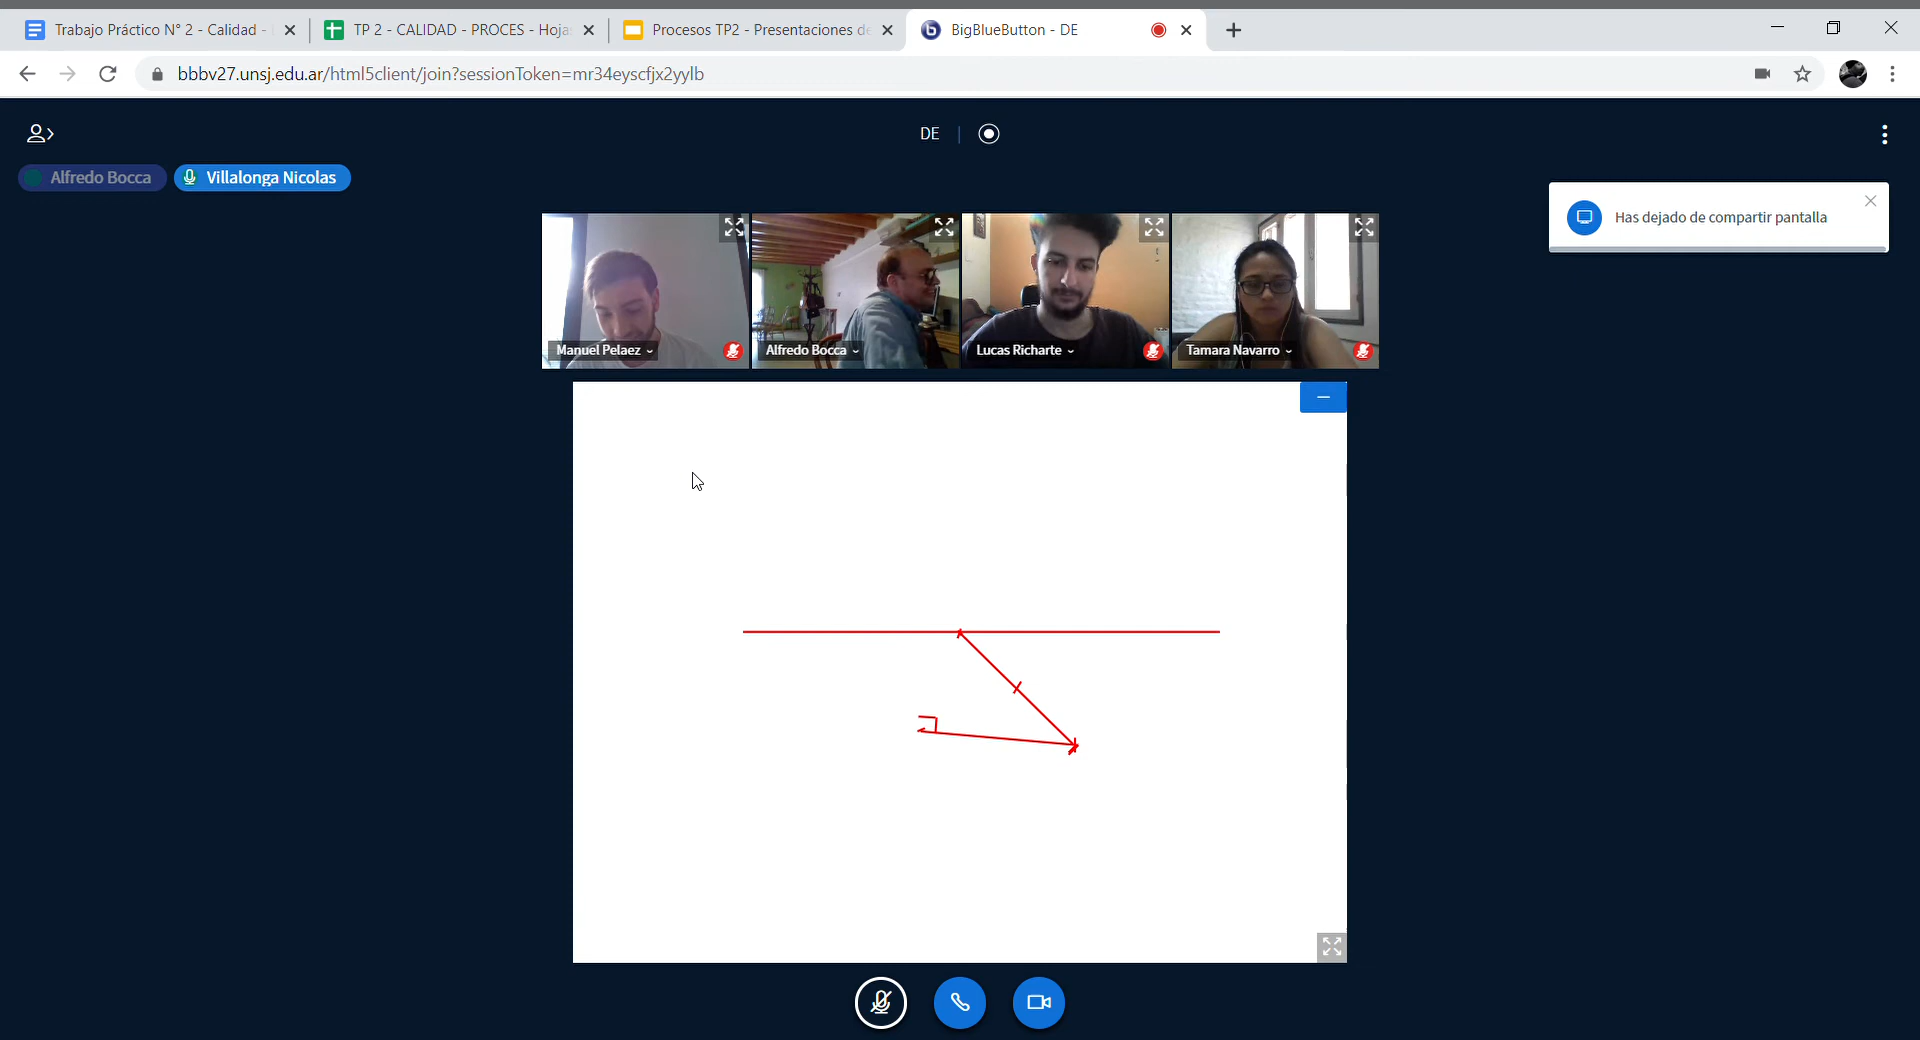 Trabajo Práctico N° 2 - Calidad -
TP 2 - CALIDAD - PROCES - Hoja
Procesos TP2 - Presentaciones de
BigBlueButton - DE
bbbv27.unsj.edu.ar/html5client/join?sessionToken=mr34eyscfjx2yylb
DE
Alfredo Bocca
Villalonga Nicolas
Has dejado de compartir pantalla
Manuel Pelaez
Alfredo Bocca
Lucas Richarte
Tamara Navarro